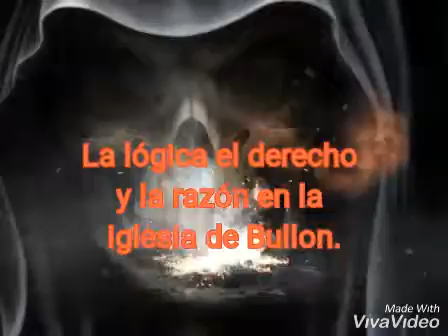 La lógica el derecho
y la razón en la
iglesia de Bullon.
Made With
VivaVideo